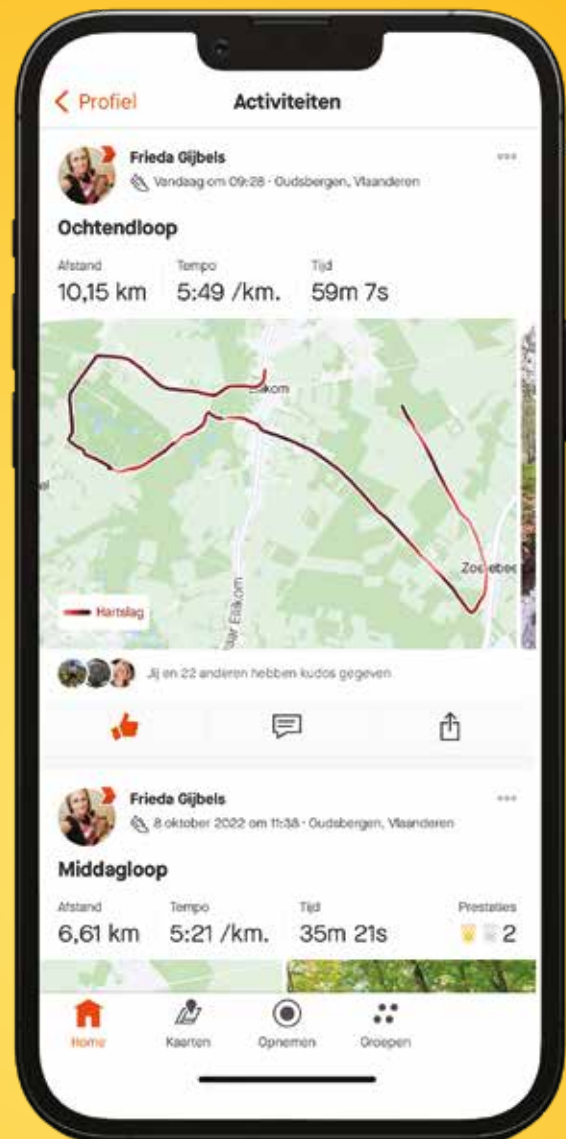 Profiel
Activiteiten
Frieda Gijbels
Vandaag om 09:28 · Oudsbergen, Vlaanderen
Ochtendloop
Afstand Tempo Tijd
10,15 km 5:49 /km. 59m 7s
Hartslag
Jij en 22 anderen hebben kudos gegeven
Frieda Gijbels
8 oktober 2022 om 11:38 · Oudsbergen, Vlaanderen
Middagloop
Afstand Tempo Tijd Prestaties
6,61 km 5:21 /km. 35m 21s 2
Home Kaarten Opnemen Groepen